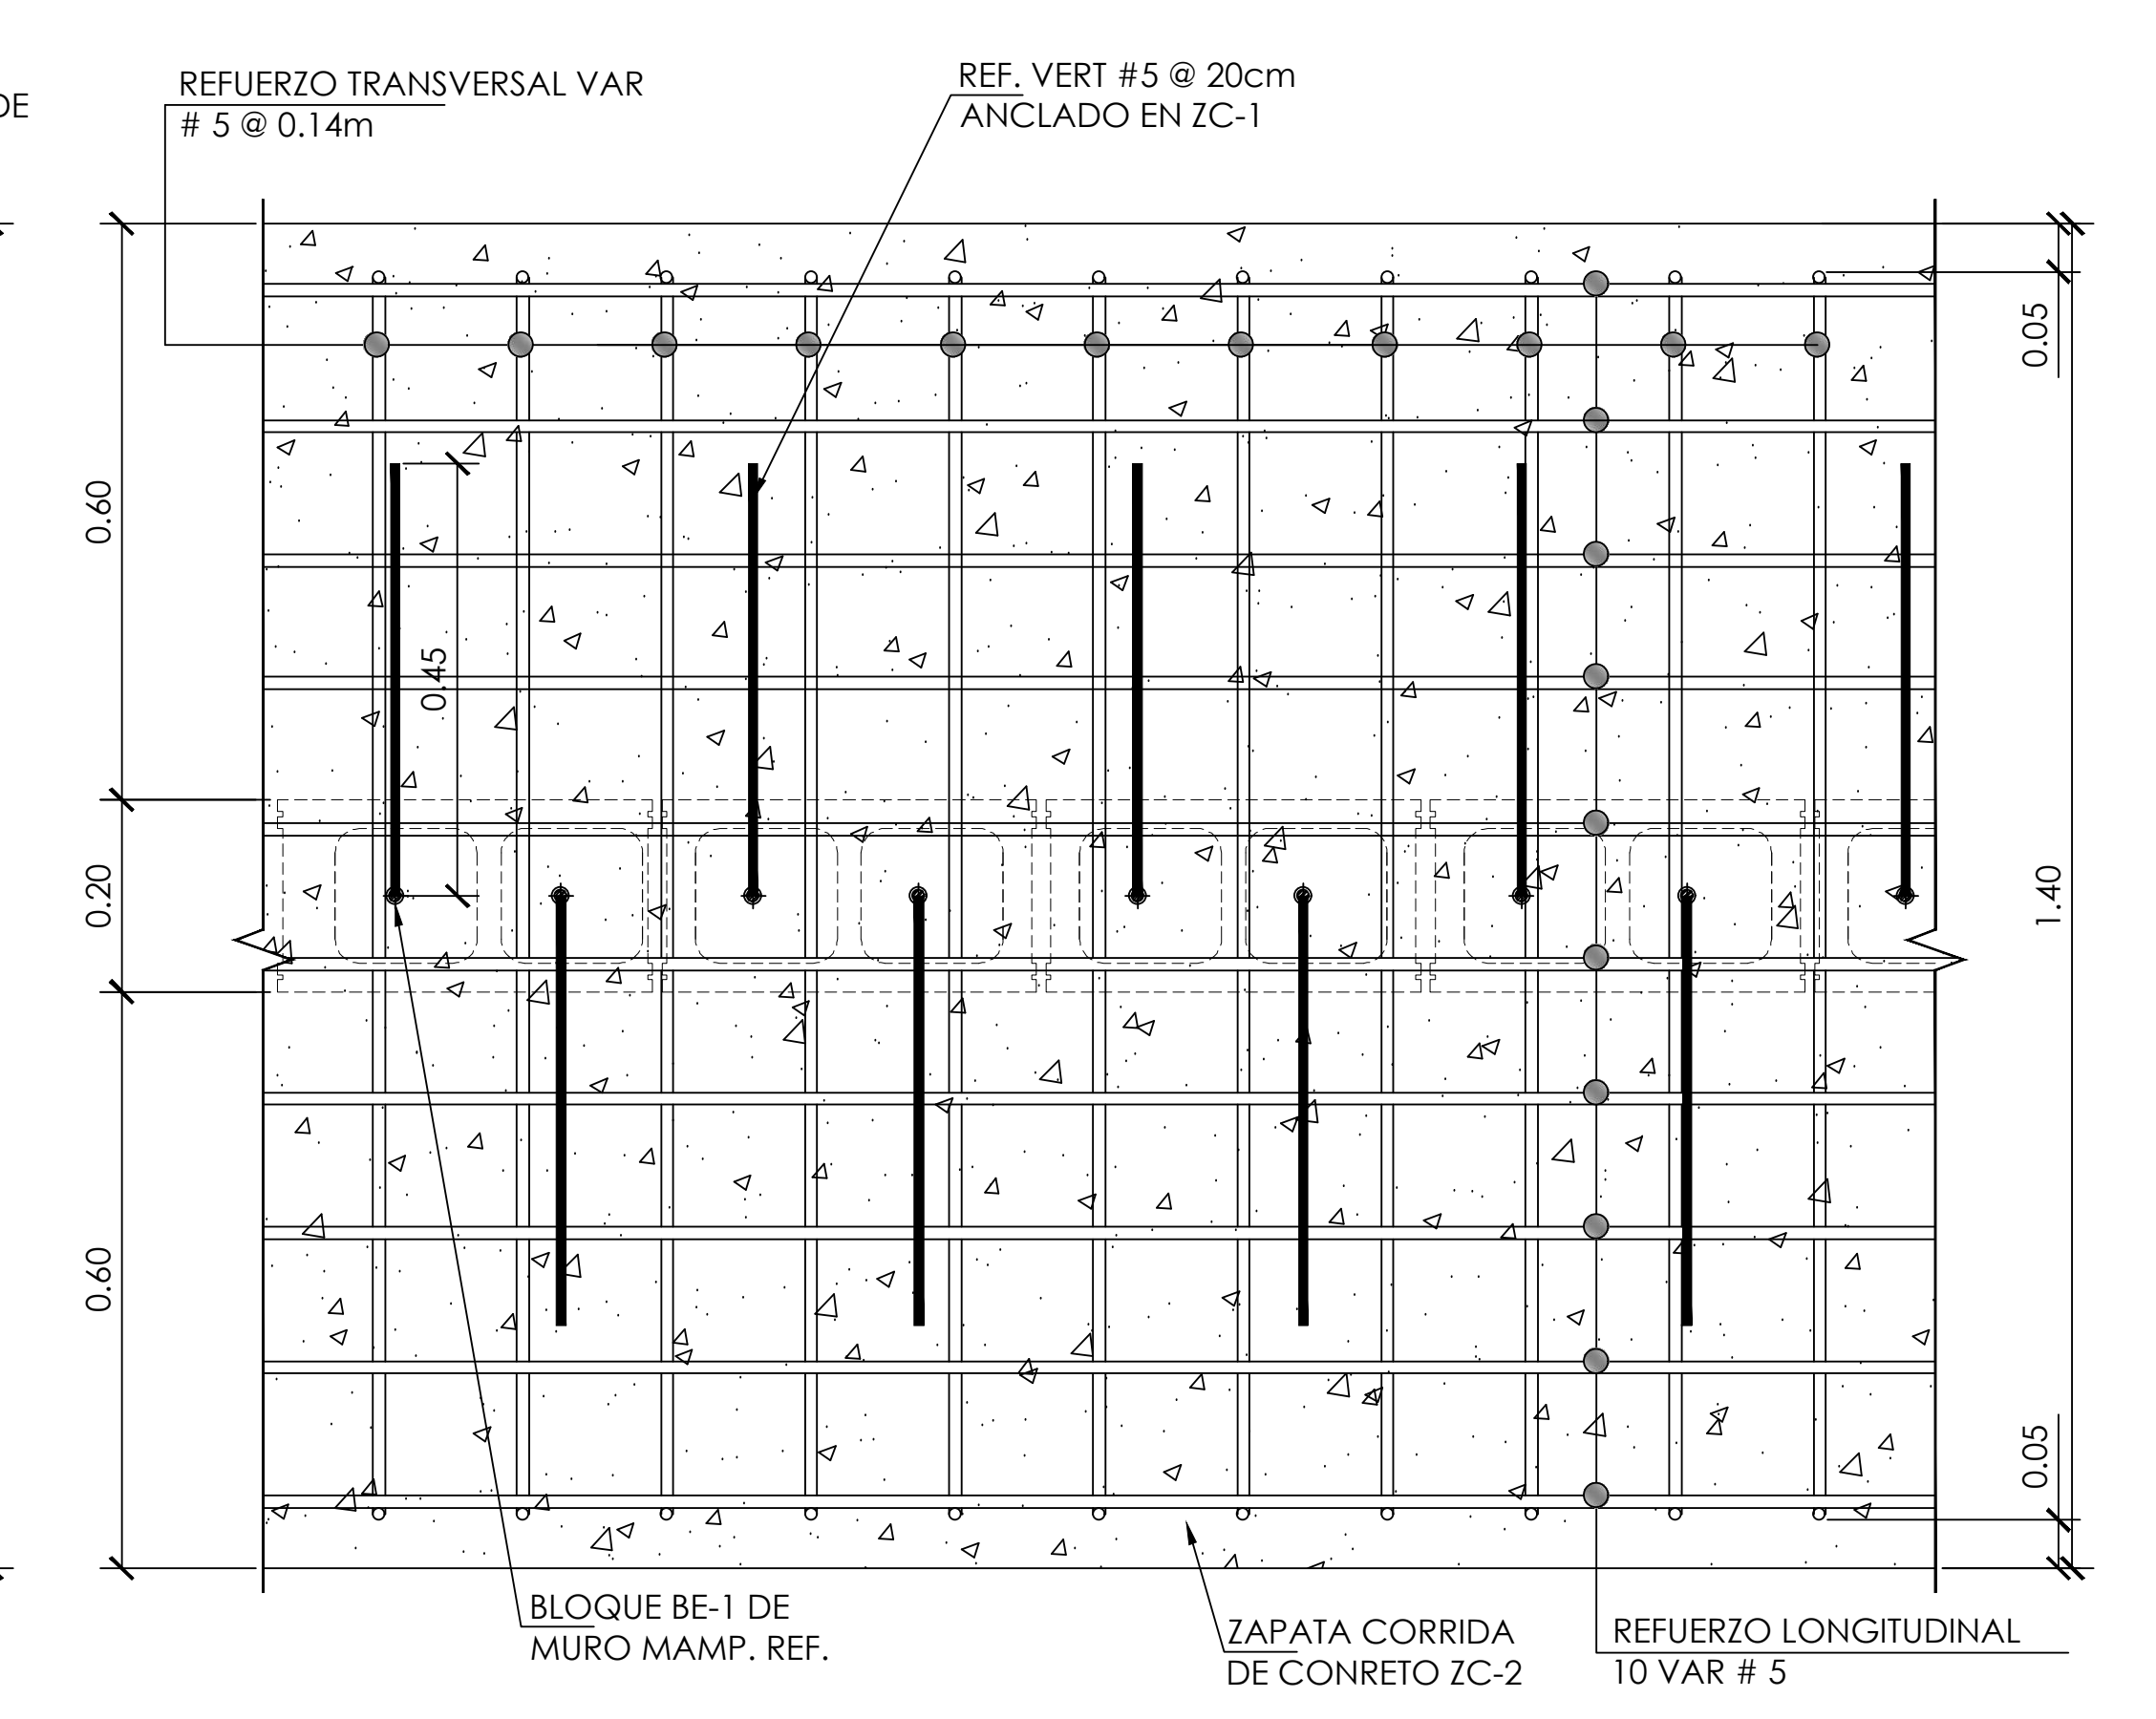 DE
REFUERZO TRANSVERSAL VAR
# 5 @ 0.14m
REF. VERT #5 @ 20cm
ANCLADO EN ZC-1
0.05
0.60
0.45
0.20
1.40
0.60
0.05
BLOQUE BE-1 DE
MURO MAMP. REF.
ZAPATA CORRIDA
DE CONRETO ZC-2
REFUERZO LONGITUDINAL
10 VAR # 5